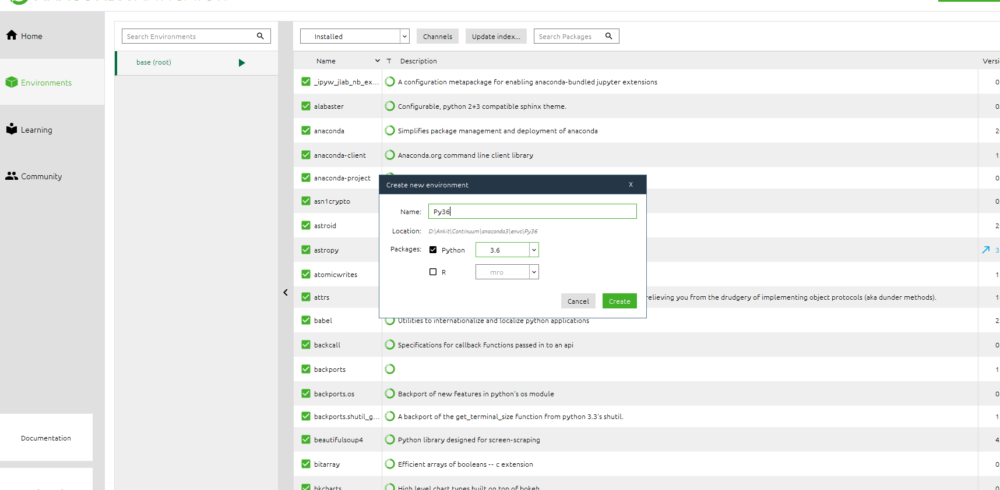 Home
Environments
Learning
Community
Documentation
Search Environments
base (root)
Installed
Channels
Update index...
Search Packages
Name T Description Versi
_ipyw_jlab_nb_ex... A configuration metapackage for enabling anaconda-bundled jupyter extensions 0
alabaster Configurable, python 2+3 compatible sphinx theme. 0.
anaconda Simplifies package management and deployment of anaconda 20
anaconda-client Anaconda.org command line client library 1.
anaconda-project 0.
asn1crypto 0.
astroid 2.
astropy 3.
atomicwrites 1.
attrs relieving you from the drudgery of implementing object protocols (aka dunder methods). 1
babel Utilities to internationalize and localize python applications 2.
backcall Specifications for callback functions passed in to an api 0.
backports 1.
backports.os Backport of new features in python's os module 0.
backports.shutil_g... A backport of the get_terminal_size function from python 3.3's shutil. 1.
beautifulsoup4 Python library designed for screen-scraping 4.
bitarray Efficient arrays of booleans -- c extension 0.
bkcharts High level chart types built on top of bokeh 0.
Create new environment X
Name: Py36
Location: D:\Ankit\Continuum\anaconda3\envs\Py36
Packages: Python 3.6
R mro
Cancel Create